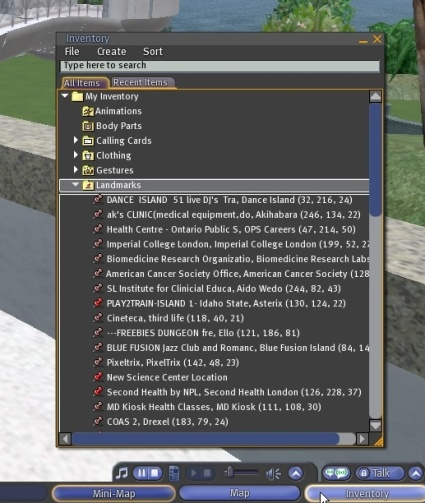 Inventory
File Create Sort
Type here to search
All Items Recent Items
My Inventory
Animations
Body Parts
Calling Cards
Clothing
Gestures
Landmarks
DANCE ISLAND 51 live DJ's Tra, Dance Island (32, 216, 24)
ak's CLINIC(medical equipment,do, Akihabara (246, 134, 22)
Health Centre - Ontario Public S, OPS Careers (47, 214, 50)
Imperial College London, Imperial College London (199, 52, 2
Biomedicine Research Organizatio, Biomedicine Research Labs
American Cancer Society Office, American Cancer Society (128
SL Institute for Clinicial Educa, Aido Wedo (244, 82, 43)
PLAY2TRAIN-ISLAND 1- Idaho State, Asterix (130, 124, 22)
Cineteca, third life (118, 40, 21)
---FREEBIES DUNGEON fre, Ello (121, 186, 81)
BLUE FUSION Jazz Club and Romanc, Blue Fusion Island (84, 14
Pixeltrix, PixelTrix (142, 48, 23)
New Science Center Location
Second Health by NPL, Second Health London (126, 228, 37)
MD Kiosk Health Classes, MD Kiosk (111, 108, 30)
COAS 2, Drexel (183, 79, 24)
Talk
Mini-Map Map Inventory